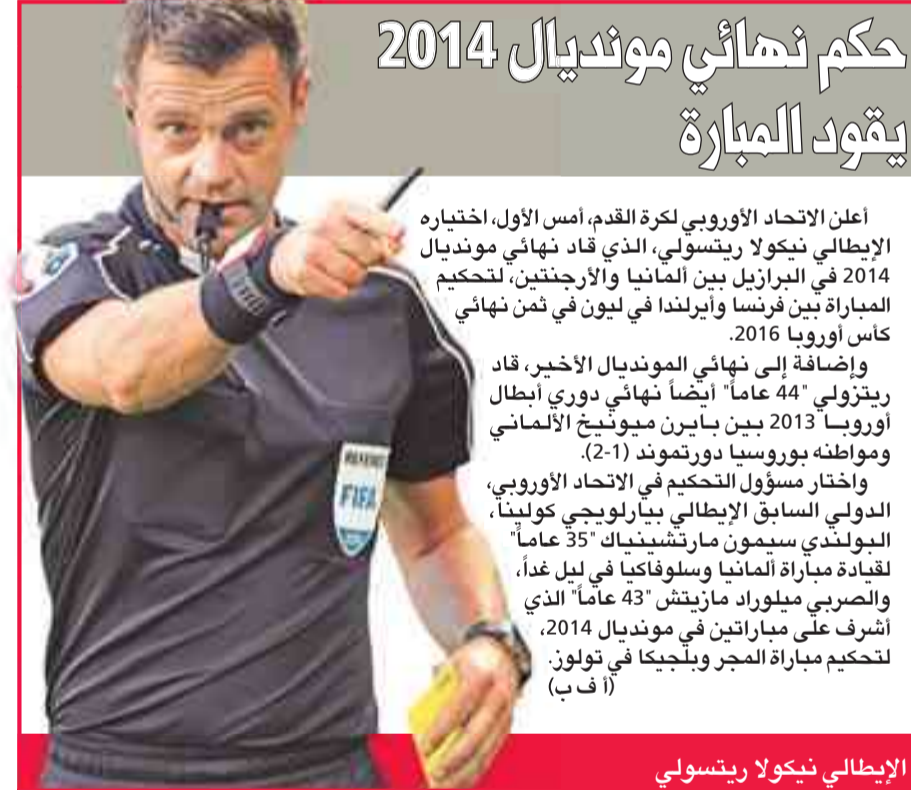 حكم نهائي مونديال 2014
يقود المبارة
أعلن الاتحاد الأوروبي لكرة القدم، أمس الأول، اختياره
الإيطالي نيكولا ريتسولي، الذي قاد نهائي مونديال
2014 في البرازيل بين ألمانيا والأرجنتين، لتحكيم
المباراة بين فرنسا وأيرلندا في ليون في ثمن نهائي
كأس أوروبا 2016.
وإضافة إلى نهائي المونديال الأخير، قاد
ريتزولي "44 عاماً" أيضاً نهائي دوري أبطال
أوروبا 2013 بين بايرن ميونيخ الألماني
ومواطنه بوروسيا دورتموند (1-2).
واختار مسؤول التحكيم في الاتحاد الأوروبي،
الدولي السابق الإيطالي بيارلويجي كولينا،
البولندي سيمون مارتشينياك "35 عاماً"
لقيادة مباراة ألمانيا وسلوفاكيا في ليل غداً،
والصربي ميلوراد مازيتش "43 عاماً" الذي
أشرف على مباراتين في مونديال 2014،
لتحكيم مباراة المجر وبلجيكا في تولوز.
(أ ف ب)
REFEREE
FIFA
الإيطالي نيكولا ريتسولي